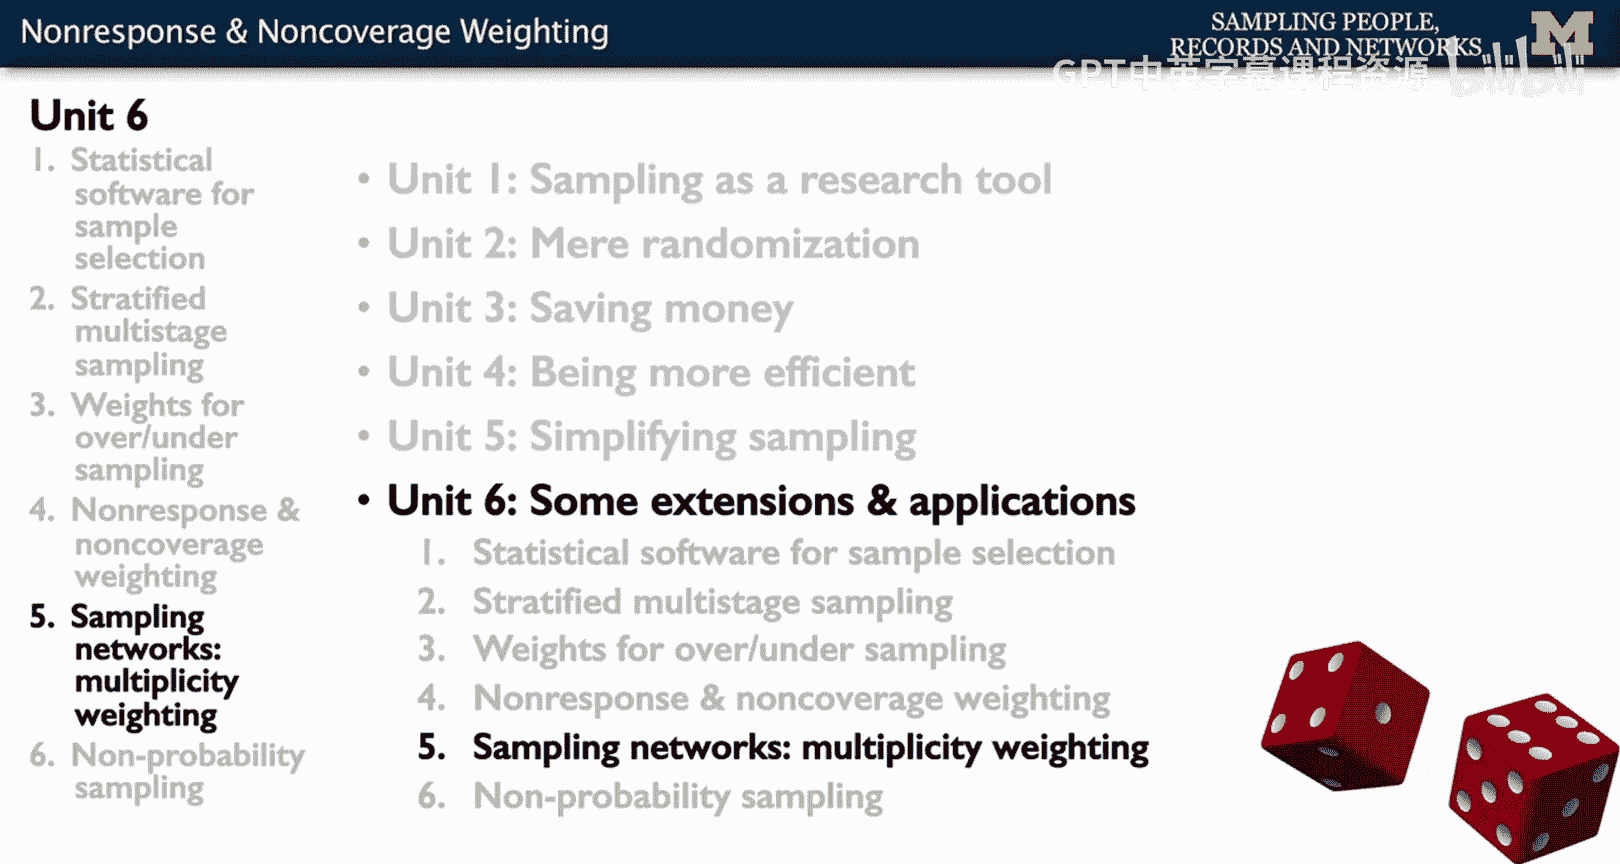 Nonresponse & Noncoverage Weighting
SAMPLING PEOPLE,
RECORDS AND NETWORKS
M
GPT中英字幕课程资源
bilibili
Unit 6
1. Statistical
software for
sample
selection
2. Stratified
multistage
sampling
3. Weights for
over/under
sampling
4. Nonresponse &
noncoverage
weighting
5. Sampling
networks:
multiplicity
weighting
6. Non-probability
sampling
• Unit 1: Sampling as a research tool
• Unit 2: Mere randomization
• Unit 3: Saving money
• Unit 4: Being more efficient
• Unit 5: Simplifying sampling
• Unit 6: Some extensions & applications
1. Statistical software for sample selection
2. Stratified multistage sampling
3. Weights for over/under sampling
4. Nonresponse & noncoverage weighting
5. Sampling networks: multiplicity weighting
6. Non-probability sampling